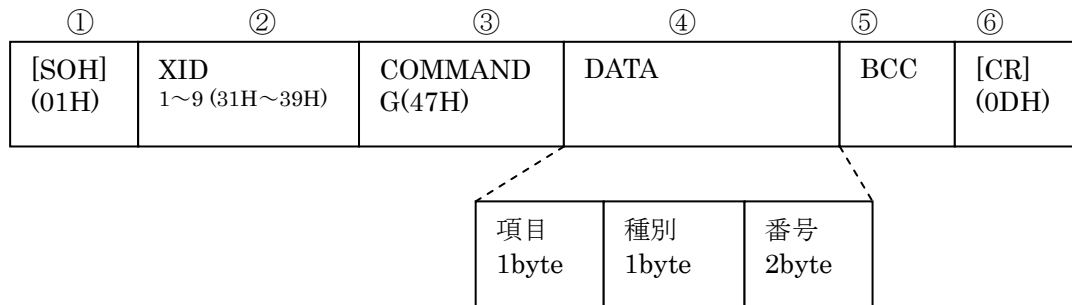 ① ② ③ ④ ⑤ ⑥
[SOH] XID COMMAND DATA BCC [CR]
(01H) 1～9 (31H～39H) G(47H) (0DH)
項目 種別 番号
1byte 1byte 2byte